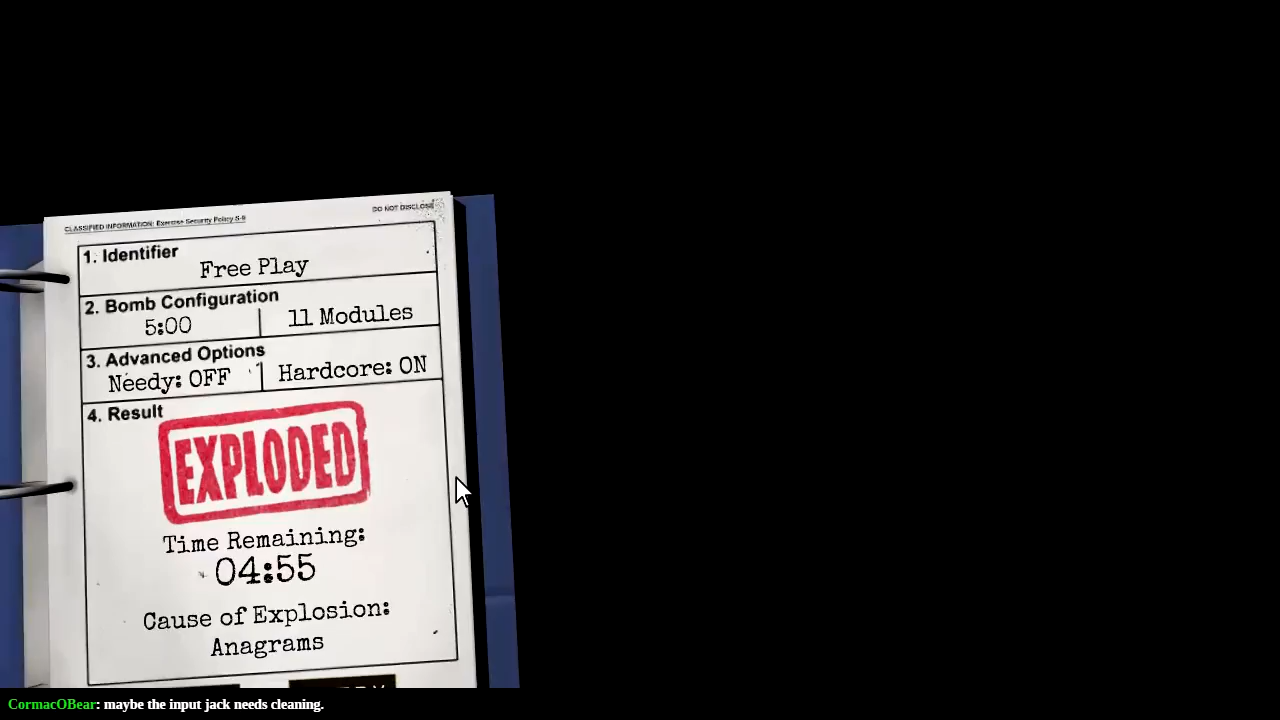 CLASSIFIED INFORMATION: Exercise Security Policy S-8
DO NOT DISCLOSE
1. Identifier
Free Play
2. Bomb Configuration
5:00
11 Modules
3. Advanced Options
Needy: OFF
Hardcore: ON
4. Result
EXPLODED
Time Remaining:
04:55
Cause of Explosion:
Anagrams
CormacOBear: maybe the input jack needs cleaning.